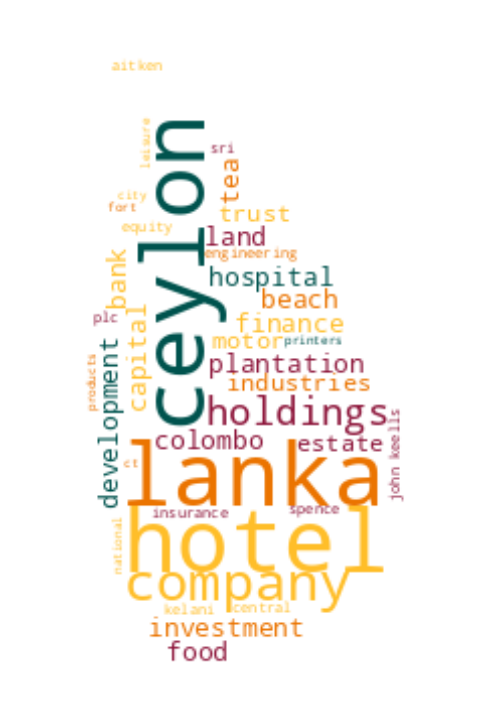 aitken
leisure
ceylon
sri
tea
city
fort
trust
equity
land
engineering
bank
hospital
beach
plc
capital
finance
motor
printers
development
products
plantation
industries
holdings
john keells
colombo
estate
lanka
ct
insurance
spence
hotel
national
company
kelani
central
investment
food